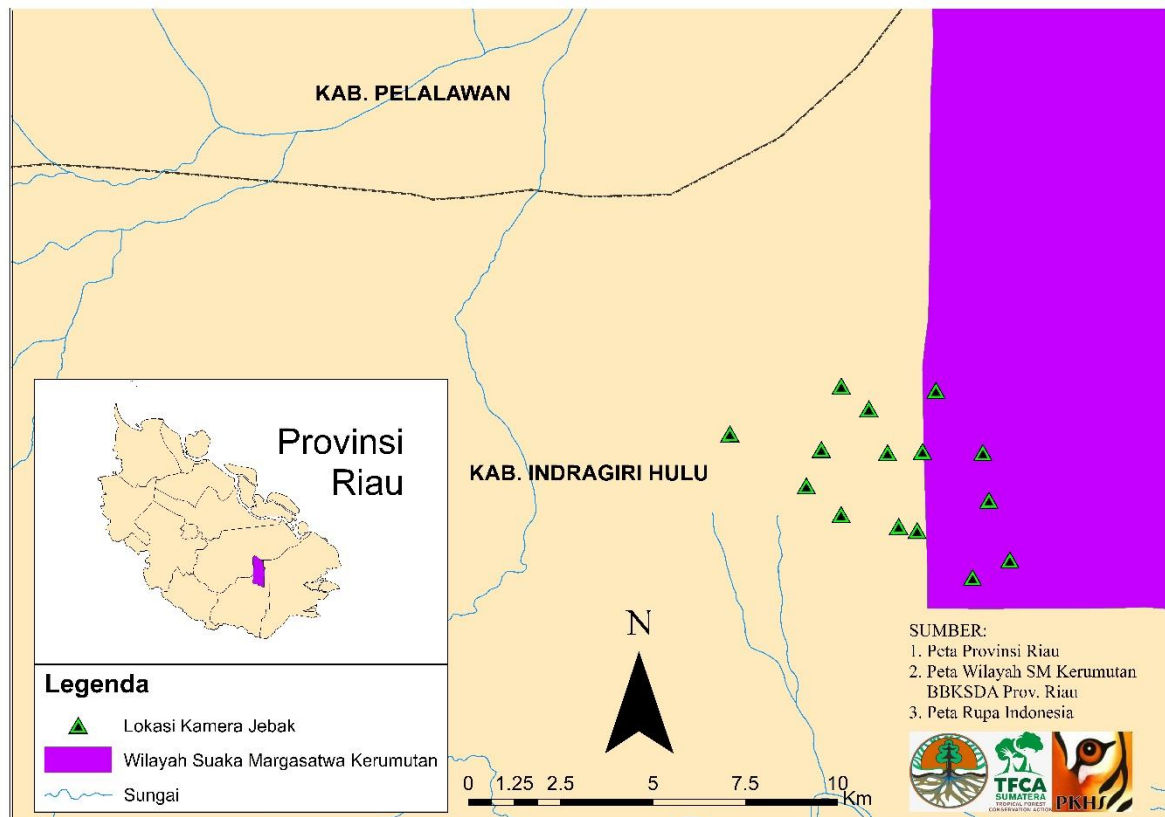 KAB. PELALAWAN
KAB. INDRAGIRI HULU
Provinsi
Riau
Legenda
Lokasi Kamera Jebak
Wilayah Suaka Margasatwa Kerumutan
Sungai
N
0 1.25 2.5 5 7.5 10
Km
SUMBER:
1. Peta Provinsi Riau
2. Peta Wilayah SM Kerumutan
BBKSDA Prov. Riau
3. Peta Rupa Indonesia
TFCA
SUMATERA
TROPICAL FOREST
CONSERVATION ACTION
PKHS